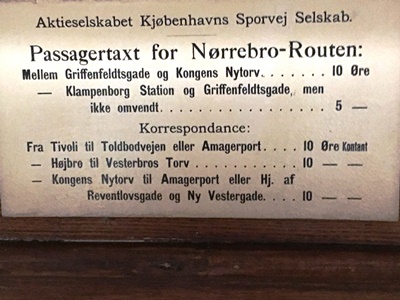 Aktieselskabet Kjøbenhavns Sporvej Selskab.
Passagertaxt for Nørrebro-Routen:
Mellem Griffenfeldtsgade og Kongens Nytorv. . . . . . . 10 Øre
— Klampenborg Station og Griffenfeldtsgade, men
ikke omvendt. . . . . . . . . . . . . . . . . 5 —
Korrespondance:
Fra Tivoli til Toldbodvejen eller Amagerport. . . . 10 Øre Kontant
— Højbro til Vesterbros Torv . . . . . . . . . . . . . 10 — —
— Kongens Nytorv til Amagerport eller Hj. af
Reventlovsgade og Ny Vestergade. . . . 10 — —